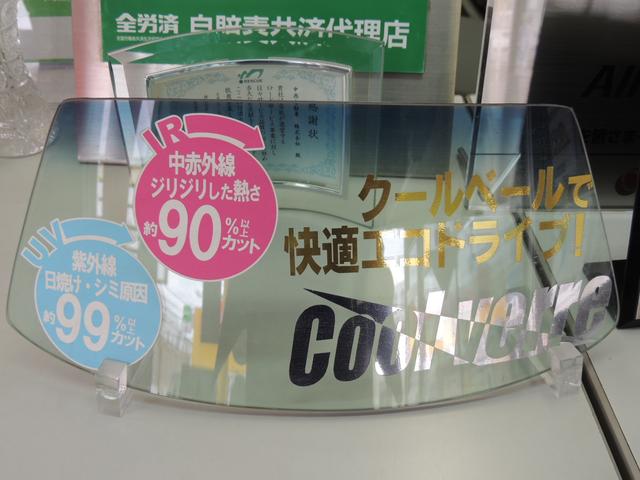 全労済 自賠責共済代理店
感謝状
IR
中赤外線
ジリジリした熱さ
約90%以上カット
UV
紫外線
日焼け・シミ原因
約99%以上カット
クールベールで
快適エコドライブ!
Coolverre